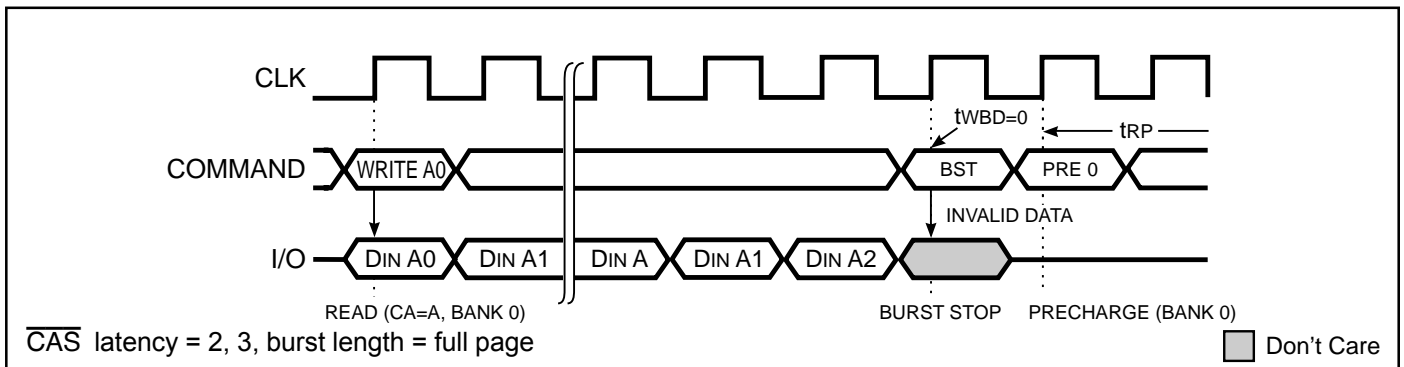 CLK
tWBD=0
tRP
COMMAND
WRITE A0
BST
PRE 0
INVALID DATA
I/O
DIN A0
DIN A1
DIN A
DIN A1
DIN A2
READ (CA=A, BANK 0)
BURST STOP
PRECHARGE (BANK 0)
CAS latency = 2, 3, burst length = full page
Don't Care